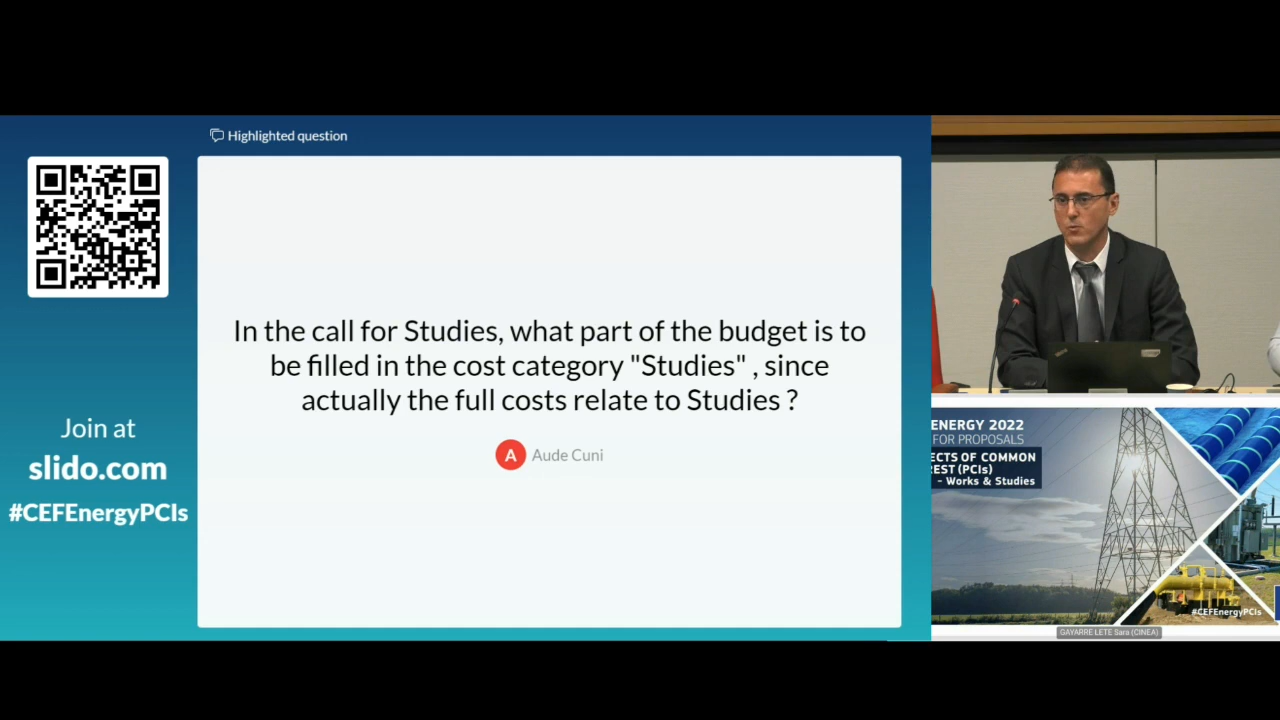 Highlighted question
In the call for Studies, what part of the budget is to
be filled in the cost category "Studies" , since
actually the full costs relate to Studies ?
A Aude Cuni
Join at
slido.com
#CEFEnergyPCIs
ENERGY 2022
FOR PROPOSALS
ECTS OF COMMON
REST (PCIs)
- Works & Studies
#CEFEnergyPCIs
GAYARRE LETE Sara (CINEA)